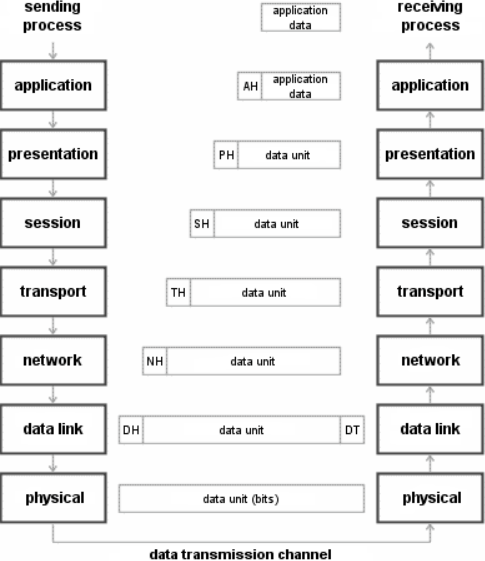 sending
process
application
data
receiving
process
application
AH
application
data
application
presentation
PH
data unit
presentation
session
SH
data unit
session
transport
TH
data unit
transport
network
NH
data unit
network
data link
DH
data unit
DT
data link
physical
data unit (bits)
physical
data transmission channel